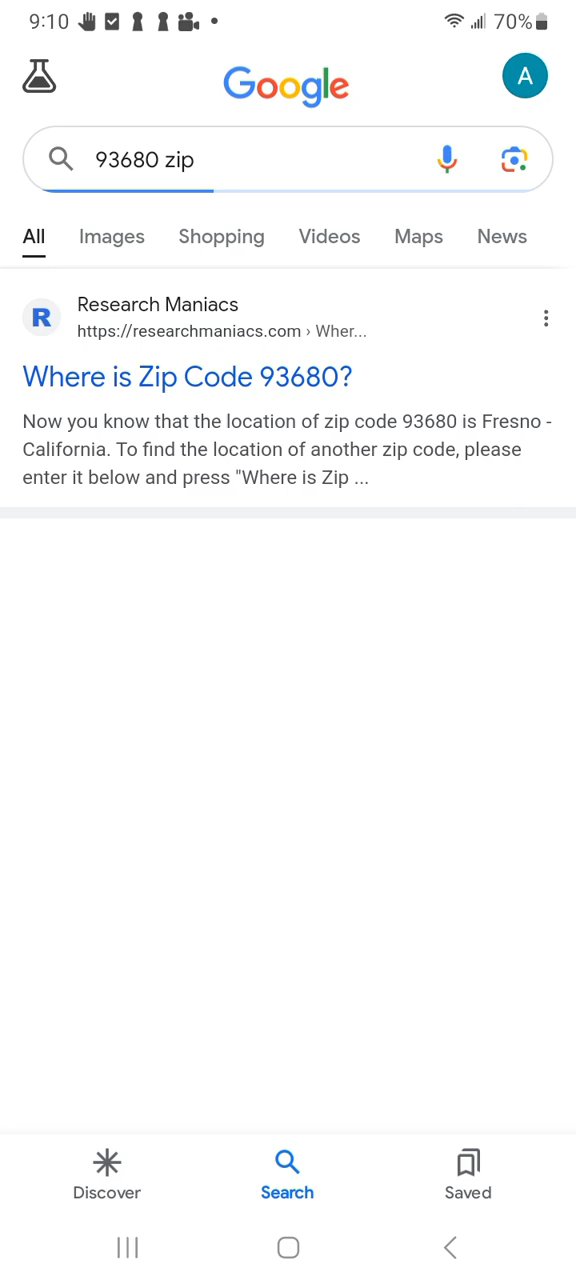 9:10 70%
Google
A
93680 zip
All Images Shopping Videos Maps News
R
Research Maniacs
https://researchmaniacs.com › Wher...
Where is Zip Code 93680?
Now you know that the location of zip code 93680 is Fresno -
California. To find the location of another zip code, please
enter it below and press "Where is Zip ...
Discover Search Saved